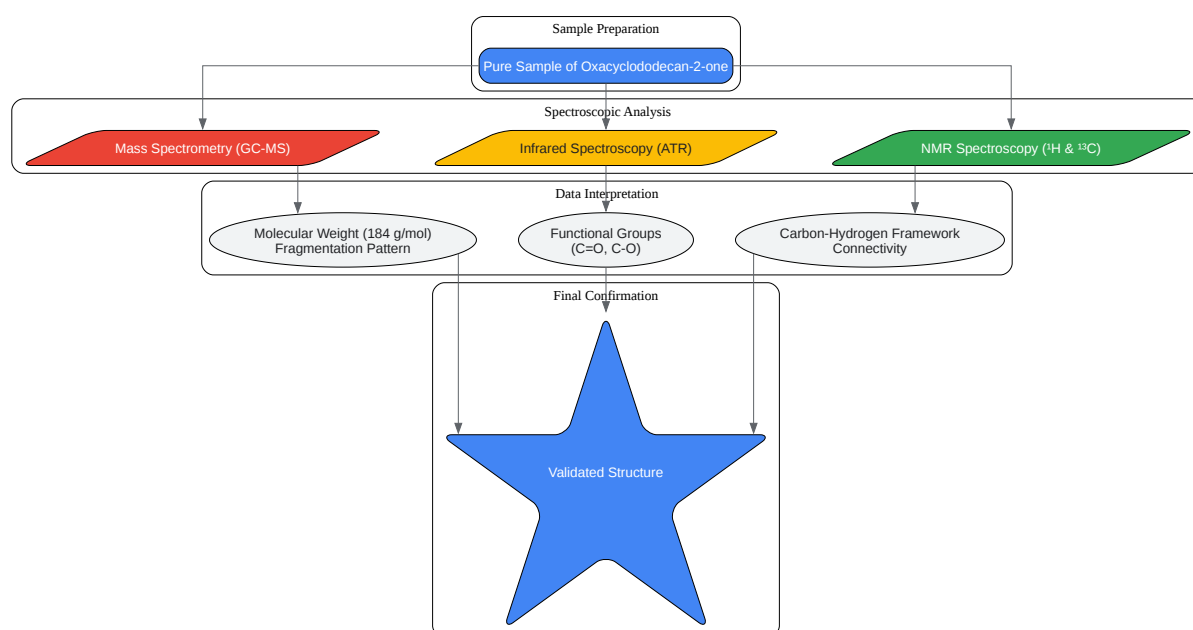 Sample Preparation
Pure Sample of Oxacyclododecan-2-one
Spectroscopic Analysis
Mass Spectrometry (GC-MS)
Infrared Spectroscopy (ATR)
NMR Spectroscopy (¹H & ¹³C)
Data Interpretation
Molecular Weight (184 g/mol)
Fragmentation Pattern
Functional Groups
(C=O, C-O)
Carbon-Hydrogen Framework
Connectivity
Final Confirmation
Validated Structure